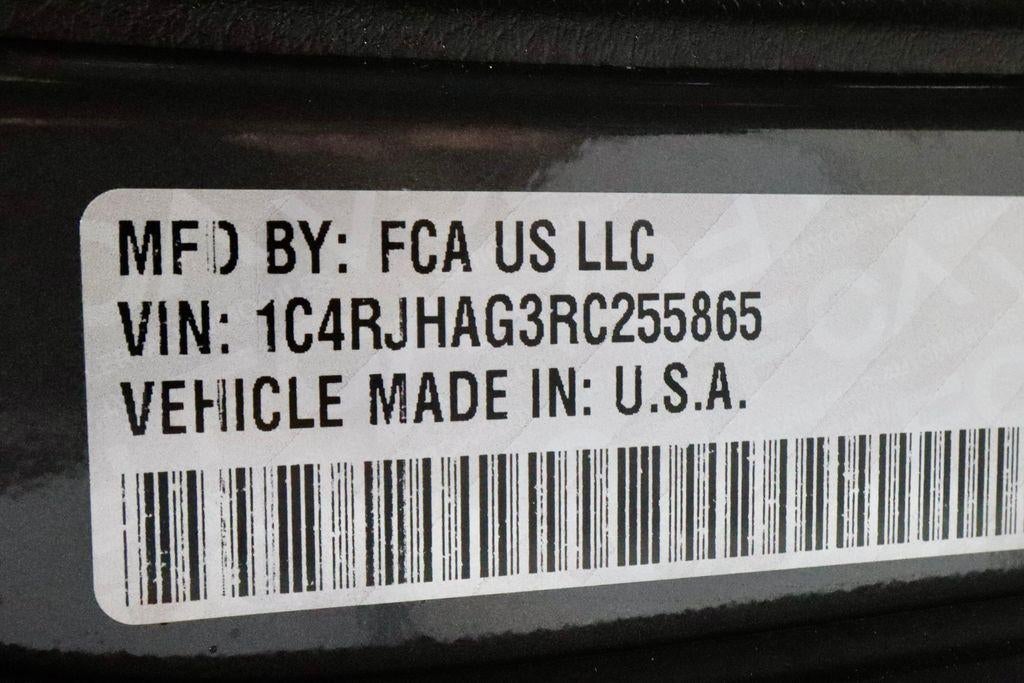 MFD BY: FCA US LLC
VIN: 1C4RJHAG3RC255865
VEHICLE MADE IN: U.S.A.